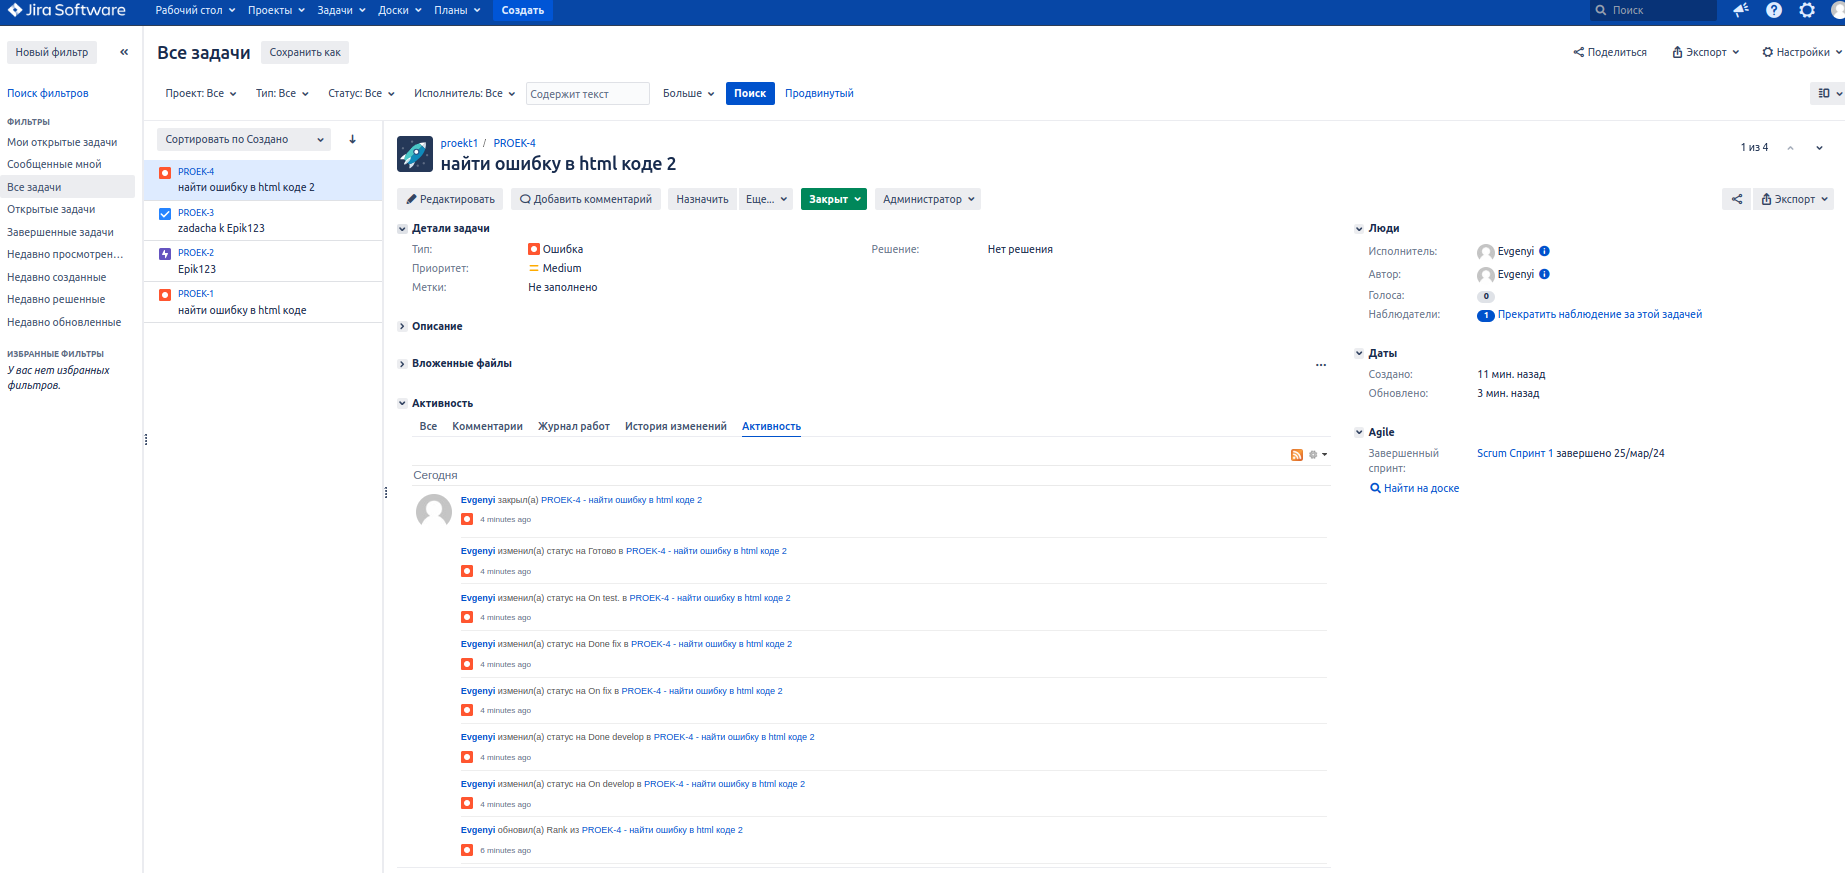 Jira Software
Рабочий стол Проекты Задачи Доски Планы Создать
Поиск
Новый фильтр
Поиск фильтров
ФИЛЬТРЫ
Мои открытые задачи
Сообщенные мной
Все задачи
Открытые задачи
Завершенные задачи
Недавно просмотрен...
Недавно созданные
Недавно решенные
Недавно обновленные
ИЗБРАННЫЕ ФИЛЬТРЫ
У вас нет избранных
фильтров.
Все задачи Сохранить как
Поделиться Экспорт Настройки
Проект: Все Тип: Все Статус: Все Исполнитель: Все Содержит текст Больше Поиск Продвинутый
Сортировать по Создано
PROEK-4
найти ошибку в html коде 2
PROEK-3
zadacha k Epik123
PROEK-2
Epik123
PROEK-1
найти ошибку в html коде
proekt1 / PROEK-4
найти ошибку в html коде 2
1 из 4
Редактировать Добавить комментарий Назначить Еще... Закрыт Администратор
Экспорт
Детали задачи
Тип: Ошибка Решение: Нет решения
Приоритет: Medium
Метки: Не заполнено
Описание
Вложенные файлы
Активность
Все Комментарии Журнал работ История изменений Активность
Сегодня
Evgenyi закрыл(а) PROEK-4 - найти ошибку в html коде 2
4 minutes ago
Evgenyi изменил(а) статус на Готово в PROEK-4 - найти ошибку в html коде 2
4 minutes ago
Evgenyi изменил(а) статус на On test. в PROEK-4 - найти ошибку в html коде 2
4 minutes ago
Evgenyi изменил(а) статус на Done fix в PROEK-4 - найти ошибку в html коде 2
4 minutes ago
Evgenyi изменил(а) статус на On fix в PROEK-4 - найти ошибку в html коде 2
4 minutes ago
Evgenyi изменил(а) статус на Done develop в PROEK-4 - найти ошибку в html коде 2
4 minutes ago
Evgenyi изменил(а) статус на On develop в PROEK-4 - найти ошибку в html коде 2
4 minutes ago
Evgenyi обновил(а) Rank из PROEK-4 - найти ошибку в html коде 2
6 minutes ago
Люди
Исполнитель: Evgenyi
Автор: Evgenyi
Голоса: 0
Наблюдатели: 1 Прекратить наблюдение за этой задачей
Даты
Создано: 11 мин. назад
Обновлено: 3 мин. назад
Agile
Завершенный Scrum Спринт 1 завершено 25/мар/24
спринт:
Найти на доске